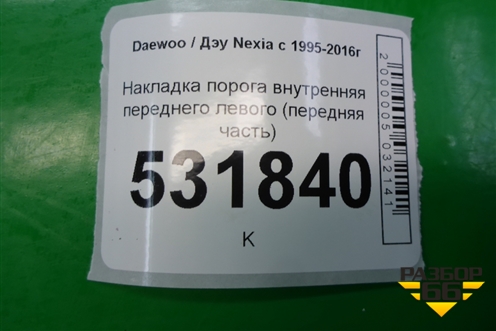 Daewoo / Дэу Nexia с 1995-2016г
Накладка порога внутренняя
переднего левого (передняя
часть)
531840
К
2000005032141
РАЗБОР
66